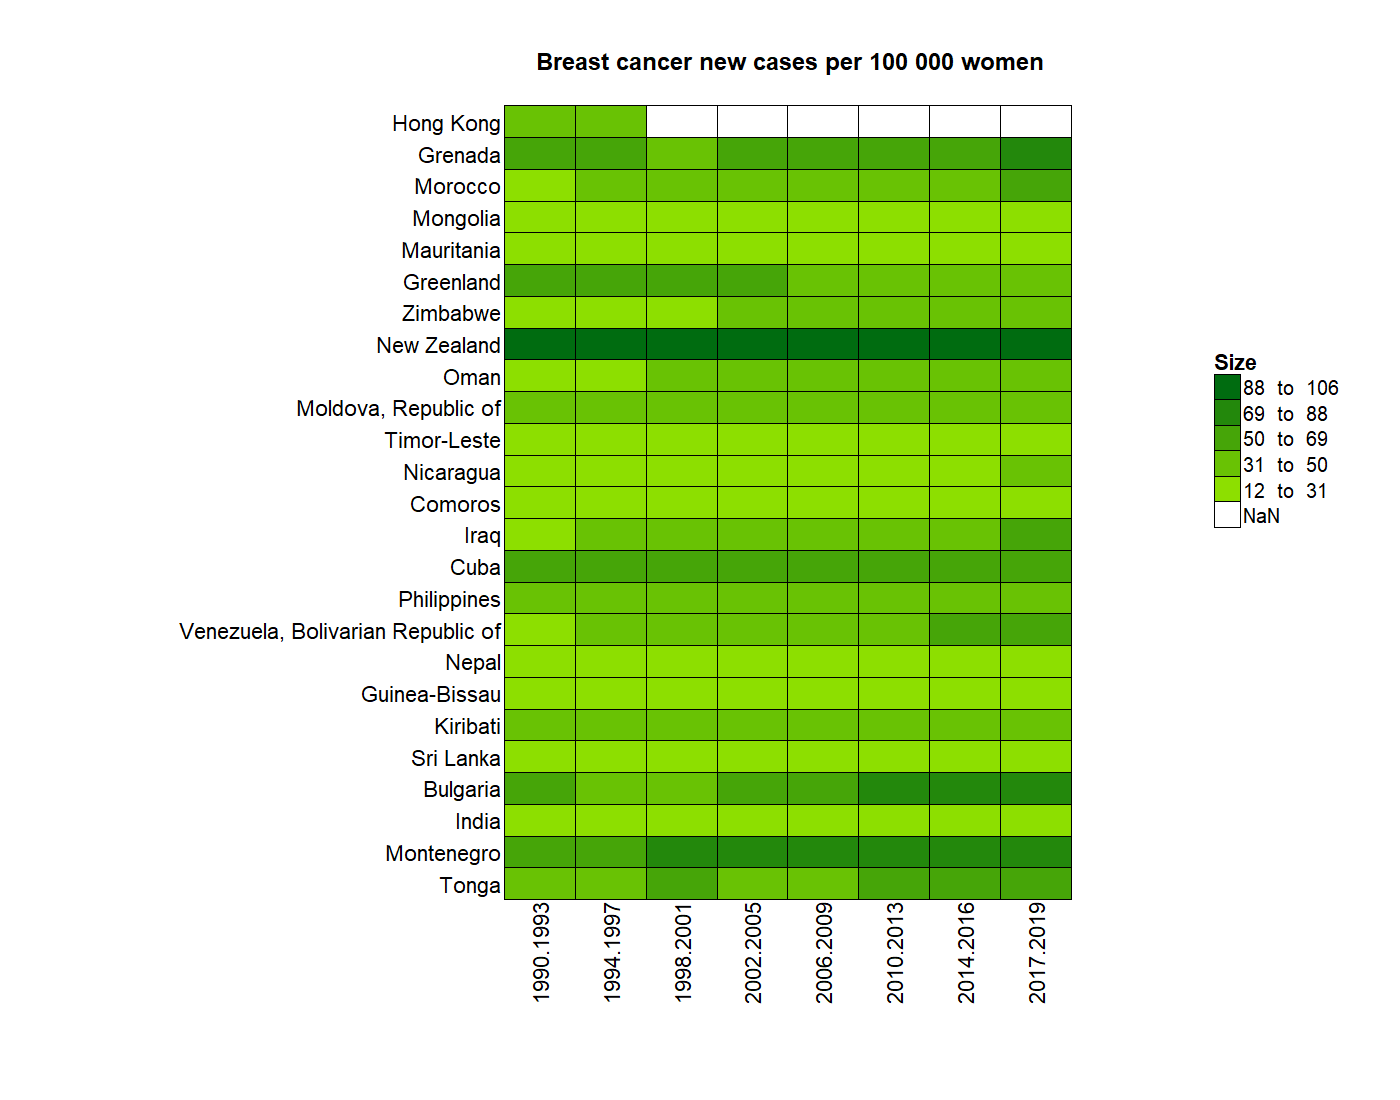 Breast cancer new cases per 100 000 women
Hong Kong
Grenada
Morocco
Mongolia
Mauritania
Greenland
Zimbabwe
New Zealand
Oman
Moldova, Republic of
Timor-Leste
Nicaragua
Comoros
Iraq
Cuba
Philippines
Venezuela, Bolivarian Republic of
Nepal
Guinea-Bissau
Kiribati
Sri Lanka
Bulgaria
India
Montenegro
Tonga
1990.1993
1994.1997
1998.2001
2002.2005
2006.2009
2010.2013
2014.2016
2017.2019
Size
88 to 106
69 to 88
50 to 69
31 to 50
12 to 31
NaN